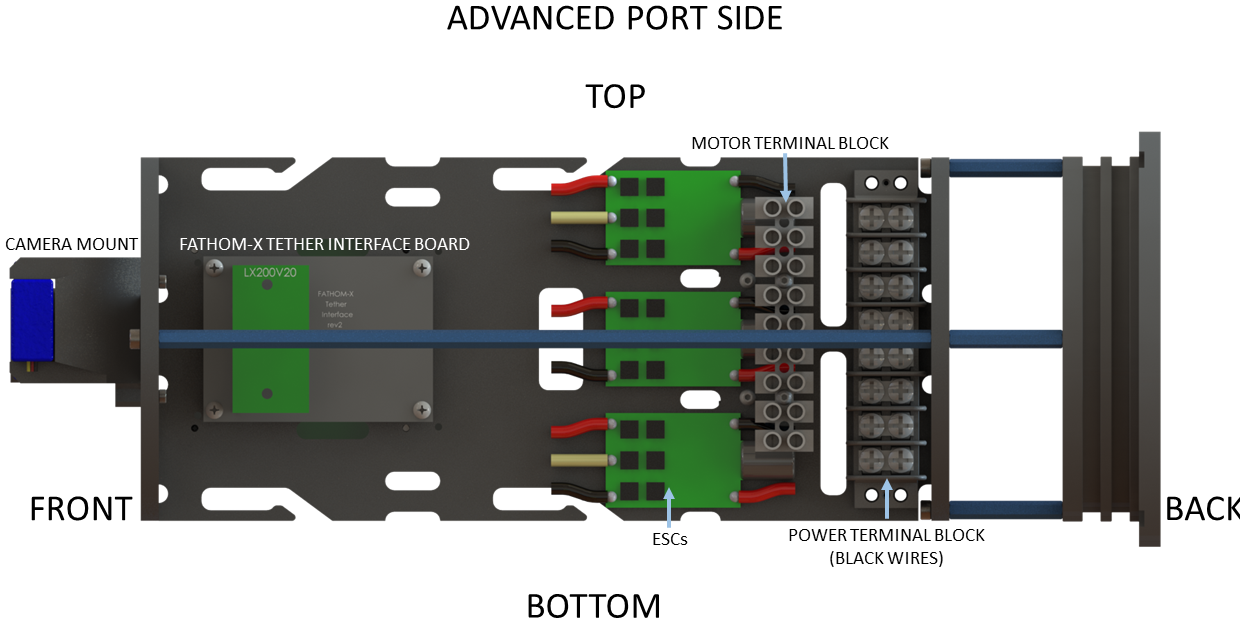 ADVANCED PORT SIDE
TOP
MOTOR TERMINAL BLOCK
CAMERA MOUNT
FATHOM-X TETHER INTERFACE BOARD
LX200V20
FATHOM-X
Tether
Interface
rev2
FRONT
BACK
ESCs
POWER TERMINAL BLOCK
(BLACK WIRES)
BOTTOM